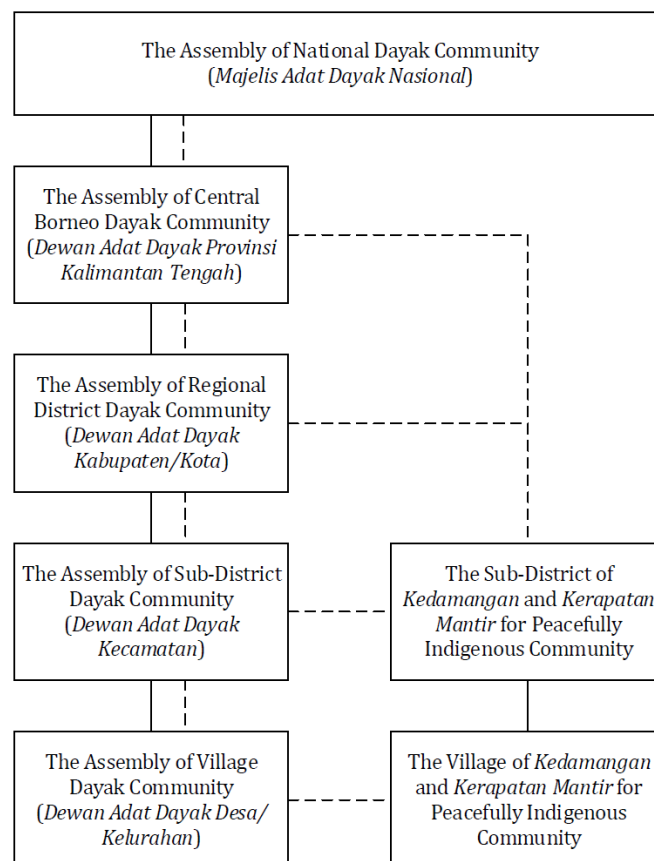 The Assembly of National Dayak Community
(Majelis Adat Dayak Nasional)
The Assembly of Central
Borneo Dayak Community
(Dewan Adat Dayak Provinsi
Kalimantan Tengah)
The Assembly of Regional
District Dayak Community
(Dewan Adat Dayak
Kabupaten/Kota)
The Assembly of Sub-District
Dayak Community
(Dewan Adat Dayak
Kecamatan)
The Sub-District of
Kedamangan and Kerapatan
Mantir for Peacefully
Indigenous Community
The Assembly of Village
Dayak Community
(Dewan Adat Dayak Desa/
Kelurahan)
The Village of Kedamangan
and Kerapatan Mantir for
Peacefully Indigenous
Community